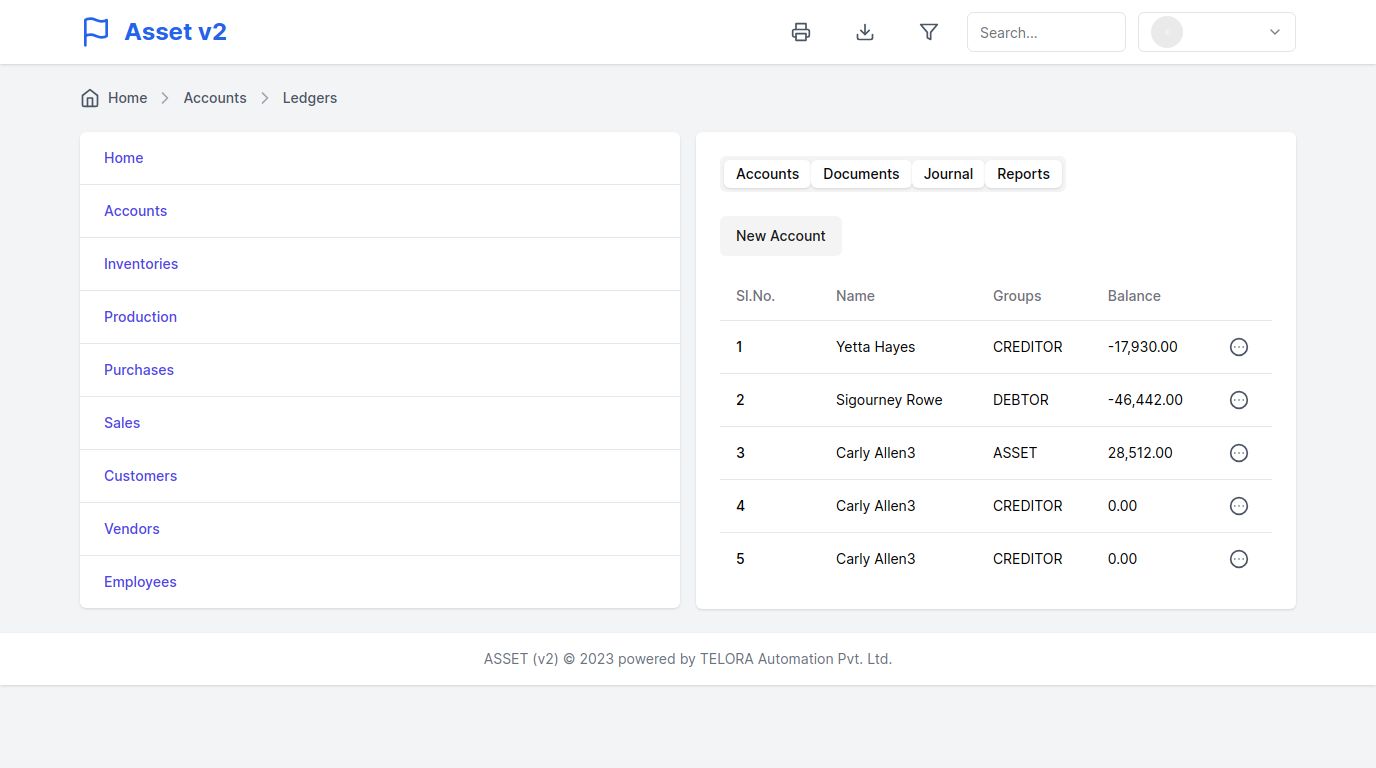 Asset v2
Search...
Home
Accounts
Ledgers
Home
Accounts
Inventories
Production
Purchases
Sales
Customers
Vendors
Employees
Accounts Documents Journal Reports
New Account
Sl.No. Name Groups Balance
1 Yetta Hayes CREDITOR -17,930.00
2 Sigourney Rowe DEBTOR -46,442.00
3 Carly Allen3 ASSET 28,512.00
4 Carly Allen3 CREDITOR 0.00
5 Carly Allen3 CREDITOR 0.00
ASSET (v2) © 2023 powered by TELORA Automation Pvt. Ltd.